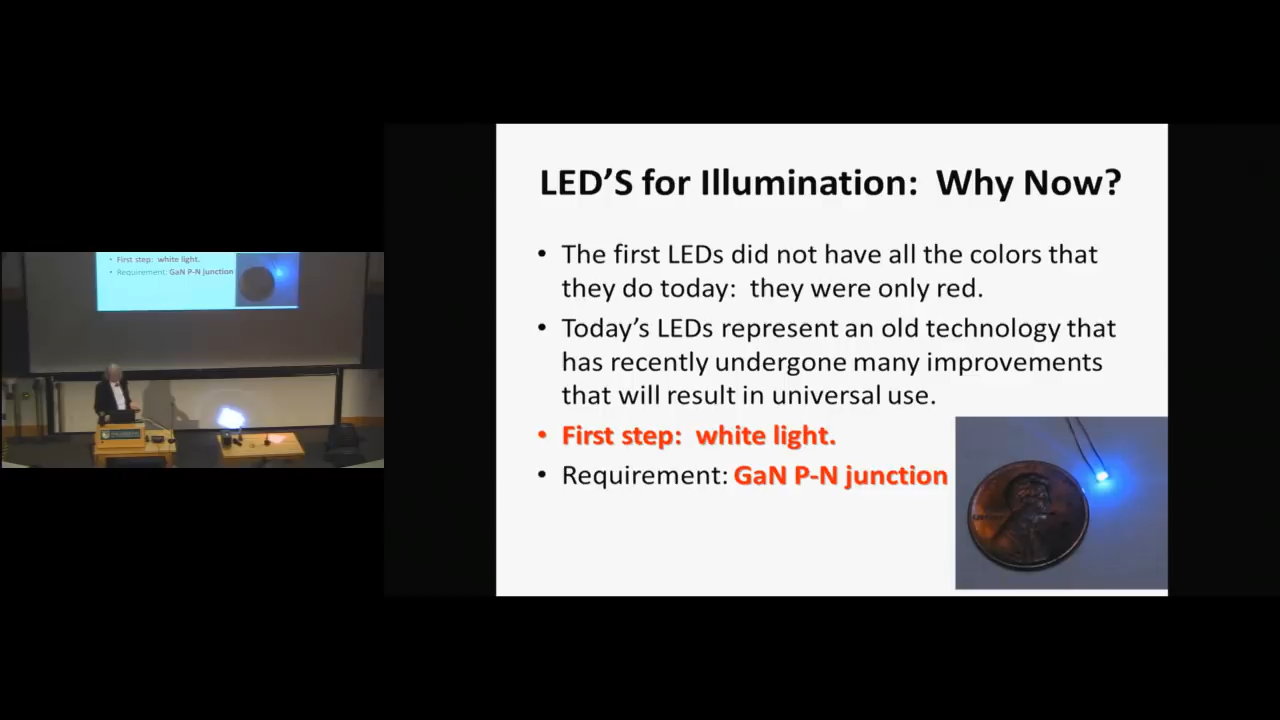 LED’S for Illumination:  Why Now?
• The first LEDs did not have all the colors that
they do today:  they were only red.
• Today’s LEDs represent an old technology that
has recently undergone many improvements
that will result in universal use.
• First step:  white light.
• Requirement: GaN P-N junction
• First step:  white light.
• Requirement: GaN P-N junction